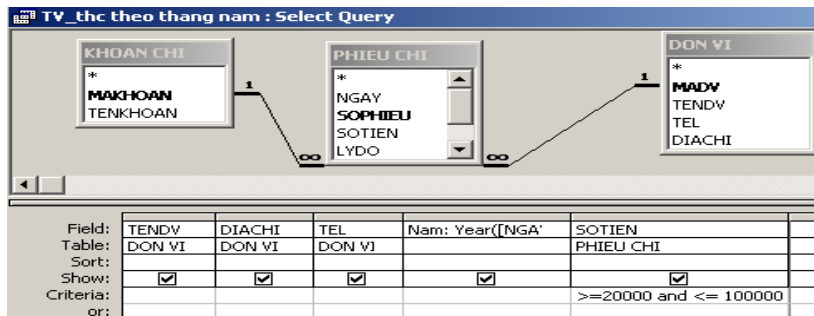 TV_thc theo thang nam : Select Query
KHOAN CHI
*
MAKHOAN
TENKHOAN
1
∞
PHIEU CHI
*
NGAY
SOPHIEU
SOTIEN
LYDO
∞
1
DON VI
*
MADV
TENDV
TEL
DIACHI
Field: TENDV DIACHI TEL Nam: Year([NGA' SOTIEN
Table: DON VI DON VI DON VI PHIEU CHI
Sort:
Show:
Criteria: >=20000 and <= 100000
or: